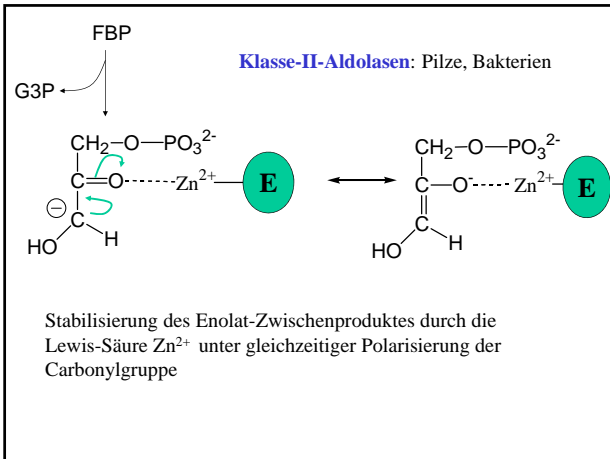 FBP
Klasse-II-Aldolasen: Pilze, Bakterien
G3P
CH₂–O–PO₃²⁻
C=O-----Zn²⁺–E
⊖
C
HO H
CH₂–O–PO₃²⁻
C–O⁻----Zn²⁺–E
C
HO H
Stabilisierung des Enolat-Zwischenproduktes durch die
Lewis-Säure Zn²⁺ unter gleichzeitiger Polarisierung der
Carbonylgruppe